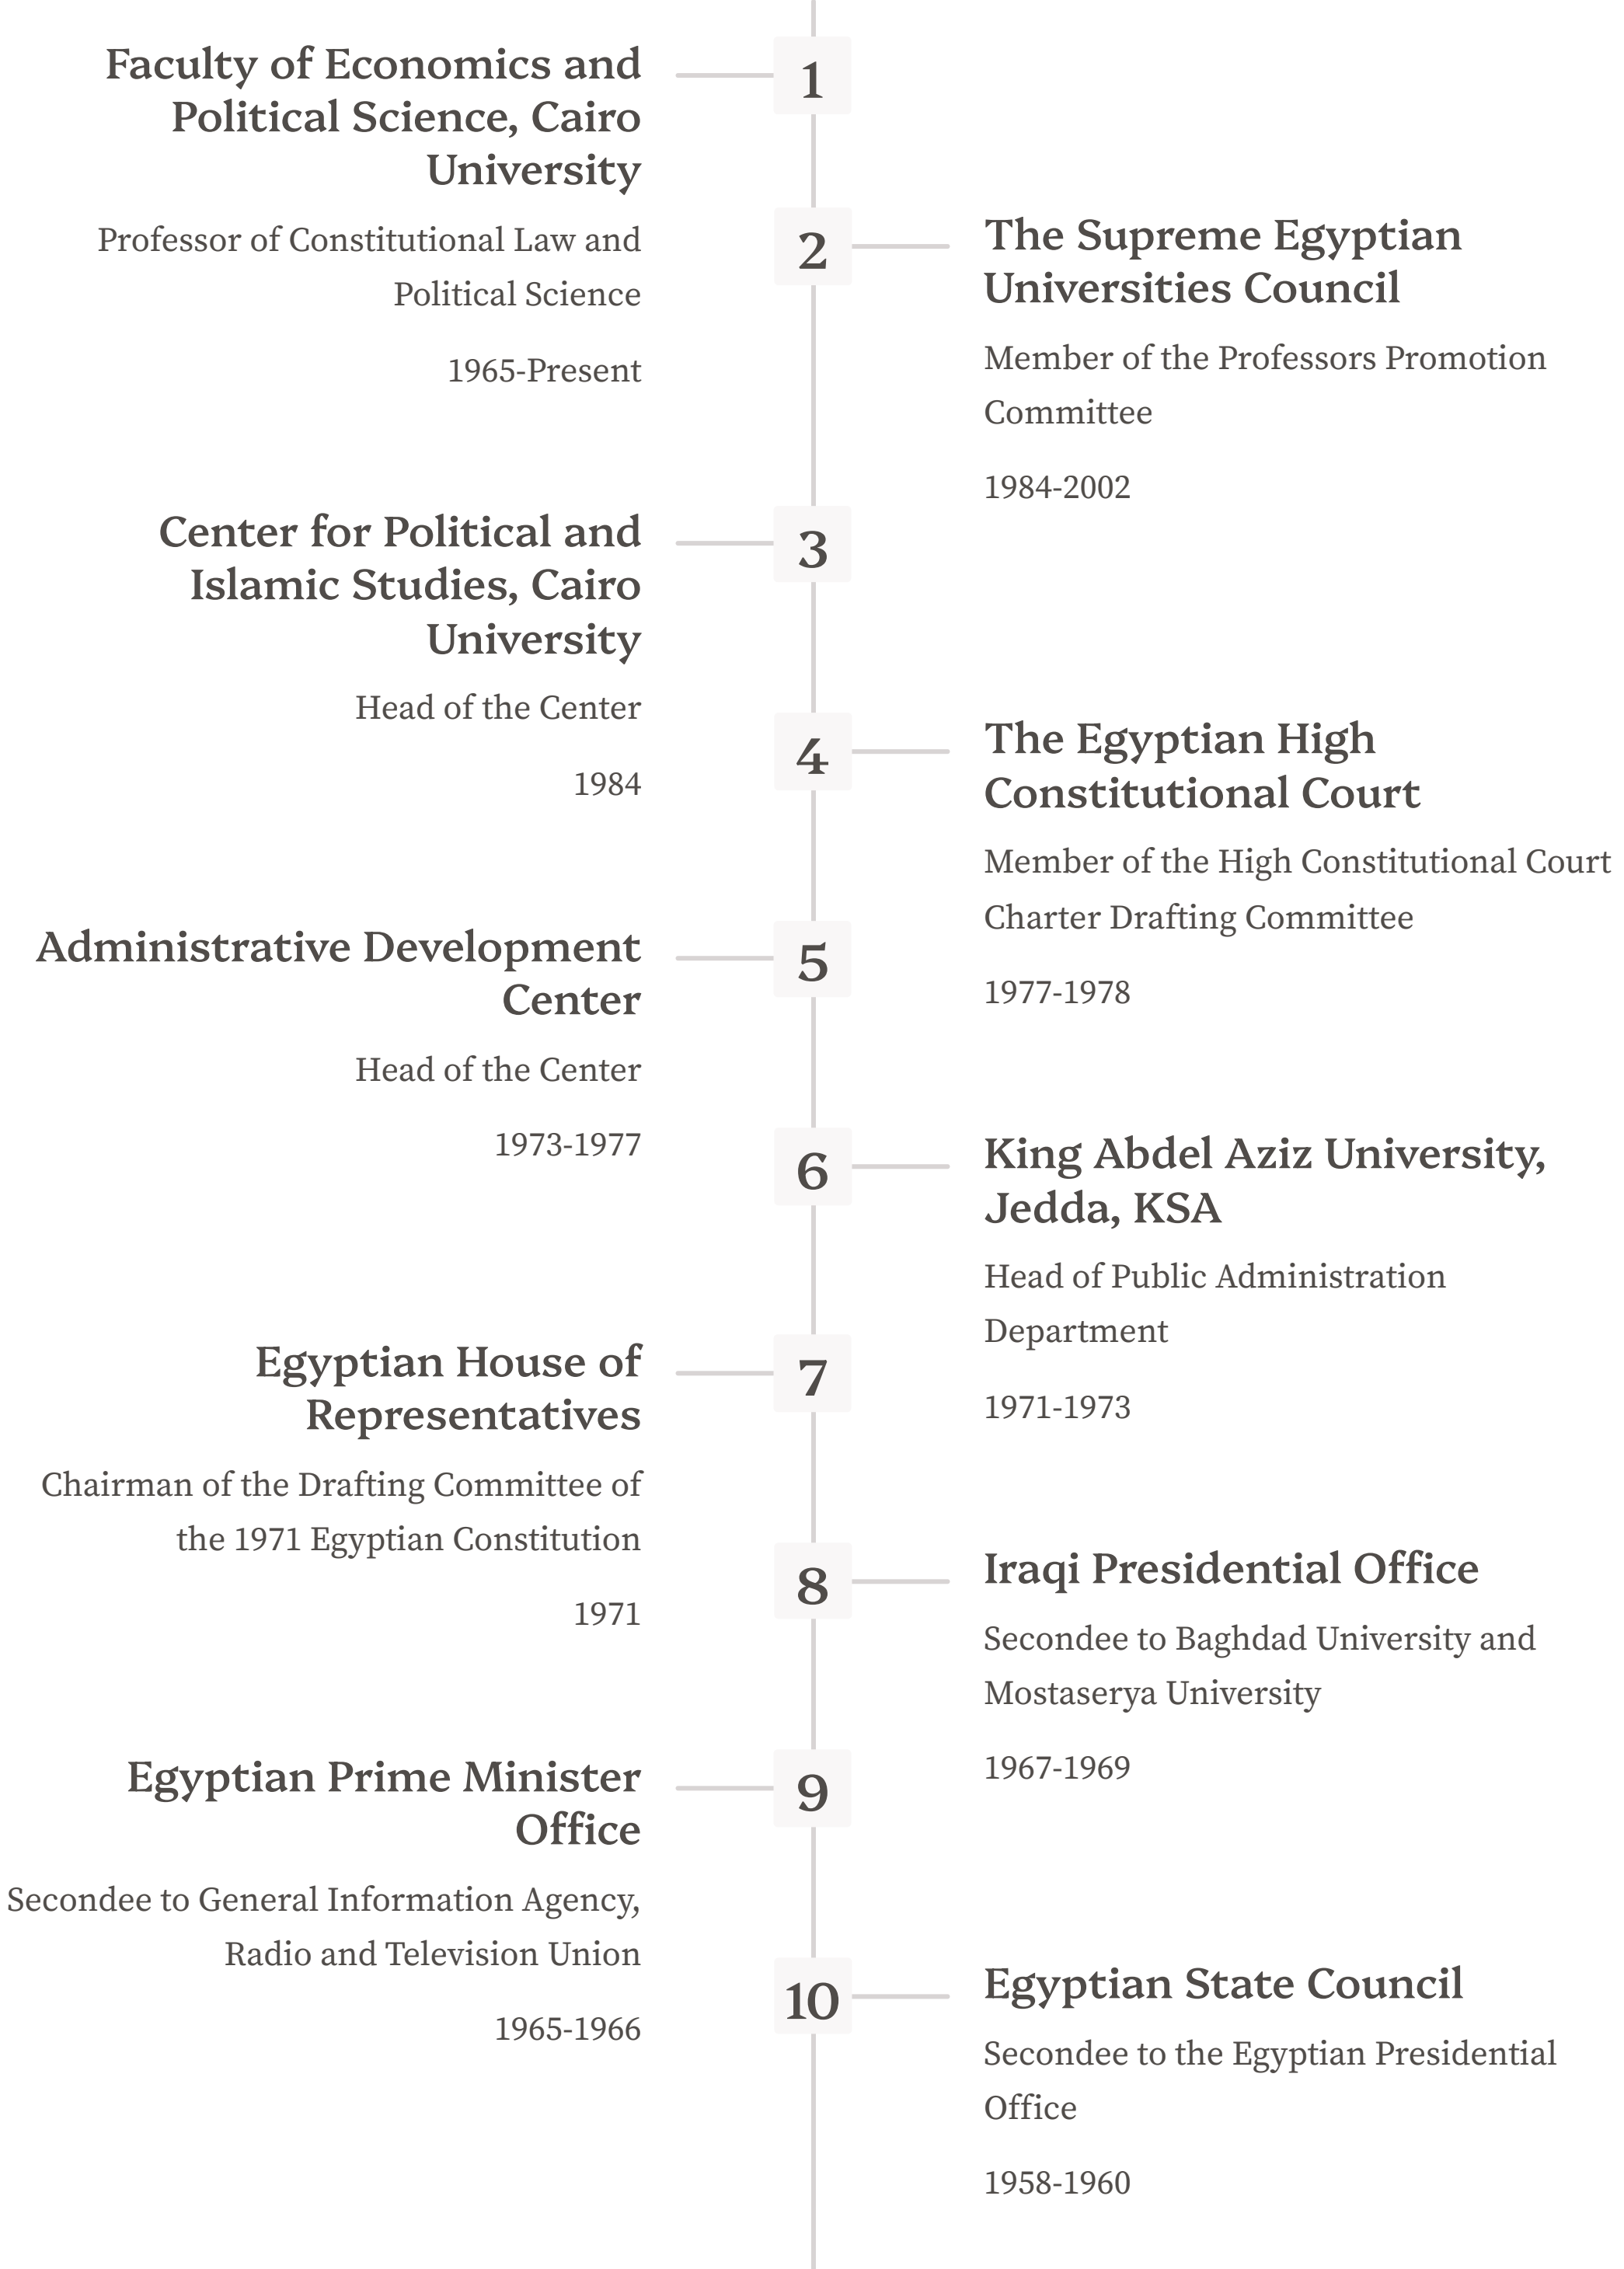 1
Faculty of Economics and
Political Science, Cairo
University
Professor of Constitutional Law and
Political Science
1965-Present
2
The Supreme Egyptian
Universities Council
Member of the Professors Promotion
Committee
1984-2002
3
Center for Political and
Islamic Studies, Cairo
University
Head of the Center
1984
4
The Egyptian High
Constitutional Court
Member of the High Constitutional Court
Charter Drafting Committee
1977-1978
5
Administrative Development
Center
Head of the Center
1973-1977
6
King Abdel Aziz University,
Jedda, KSA
Head of Public Administration
Department
1971-1973
7
Egyptian House of
Representatives
Chairman of the Drafting Committee of
the 1971 Egyptian Constitution
1971
8
Iraqi Presidential Office
Secondee to Baghdad University and
Mostaserya University
1967-1969
9
Egyptian Prime Minister
Office
Secondee to General Information Agency,
Radio and Television Union
1965-1966
10
Egyptian State Council
Secondee to the Egyptian Presidential
Office
1958-1960